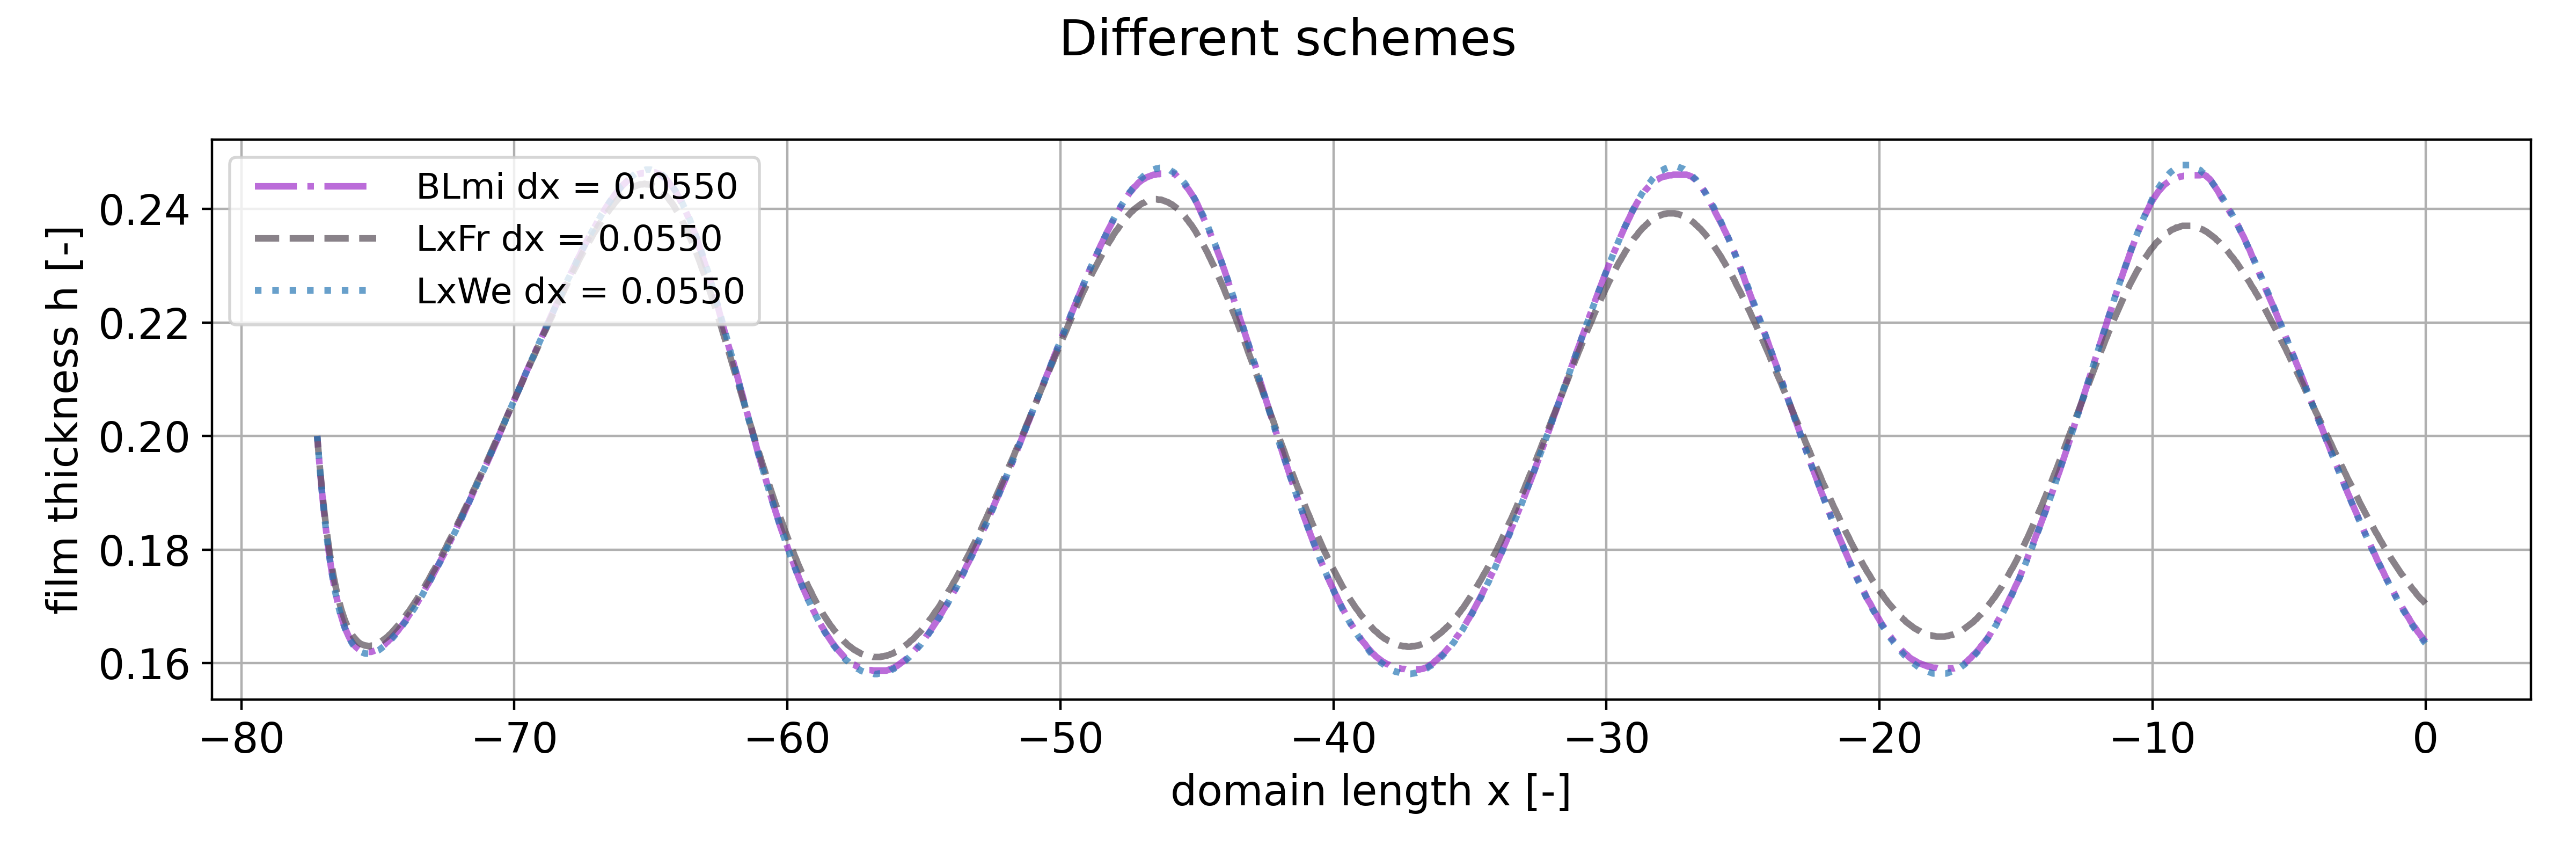 Different schemes
BLmi dx = 0.0550
LxFr dx = 0.0550
LxWe dx = 0.0550
film thickness h [-]
0.24
0.22
0.20
0.18
0.16
−80 −70 −60 −50 −40 −30 −20 −10 0
domain length x [-]